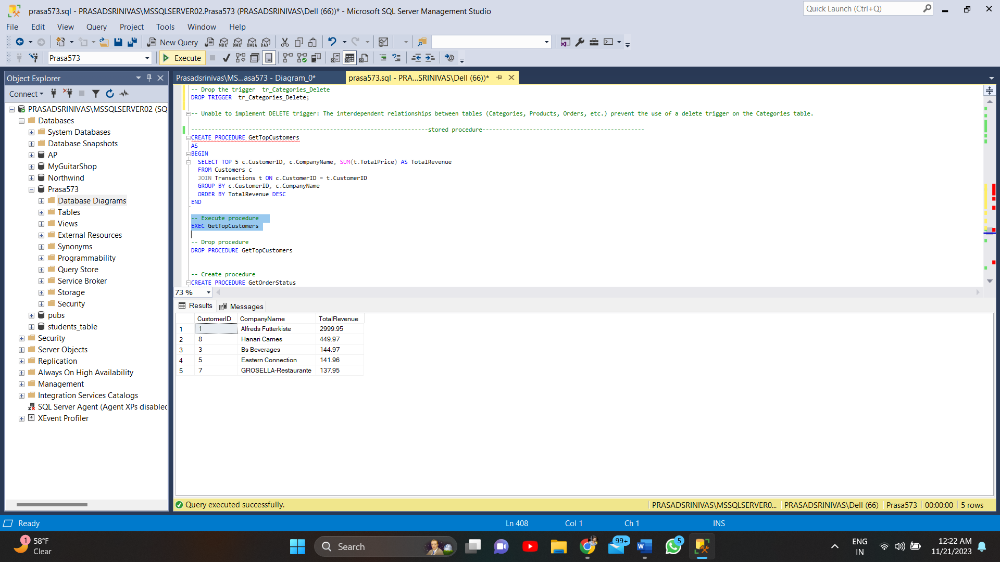 prasa573.sql - PRASADSRINIVAS\MSSQLSERVER02.Prasa573 (PRASADSRINIVAS\Dell (66))* - Microsoft SQL Server Management Studio
Quick Launch (Ctrl+Q)
File Edit View Query Project Tools Window Help
New Query
MDX DMX XMLA DAX
Prasa573
Execute
Object Explorer
Connect
PRASADSRINIVAS\MSSQLSERVER02 (SQ
Databases
System Databases
Database Snapshots
AP
MyGuitarShop
Northwind
Prasa573
Database Diagrams
Tables
Views
External Resources
Synonyms
Programmability
Query Store
Service Broker
Storage
Security
pubs
students_table
Security
Server Objects
Replication
Always On High Availability
Management
Integration Services Catalogs
SQL Server Agent (Agent XPs disabled
XEvent Profiler
Prasadsrinivas\MS...asa573 - Diagram_0*
prasa573.sql - PRA...SRINIVAS\Dell (66))*
-- Drop the trigger  tr_Categories_Delete
DROP TRIGGER  tr_Categories_Delete;
-- Unable to implement DELETE trigger: The interdependent relationships between tables (Categories, Products, Orders, etc.) prevent the use of a delete trigger on the Categories table.
----------------------------------------------------------------------stored procedure------------------------------------------------
CREATE PROCEDURE GetTopCustomers
AS
BEGIN
SELECT TOP 5 c.CustomerID, c.CompanyName, SUM(t.TotalPrice) AS TotalRevenue
FROM Customers c
JOIN Transactions t ON c.CustomerID = t.CustomerID
GROUP BY c.CustomerID, c.CompanyName
ORDER BY TotalRevenue DESC
END
-- Execute procedure
EXEC GetTopCustomers
-- Drop procedure
DROP PROCEDURE GetTopCustomers
-- Create procedure
CREATE PROCEDURE GetOrderStatus
73 %
Results Messages
CustomerID CompanyName TotalRevenue
1 1 Alfreds Futterkiste 2999.95
2 8 Hanari Carnes 449.97
3 3 Bs Beverages 144.97
4 5 Eastern Connection 141.96
5 7 GROSELLA-Restaurante 137.95
Query executed successfully.
PRASADSRINIVAS\MSSQLSERVER0... PRASADSRINIVAS\Dell (66) Prasa573 00:00:00 5 rows
Ready Ln 408 Col 1 Ch 1 INS
1
58°F
Clear
Search
99+
W
5
ENG
IN
12:22 AM
11/21/2023